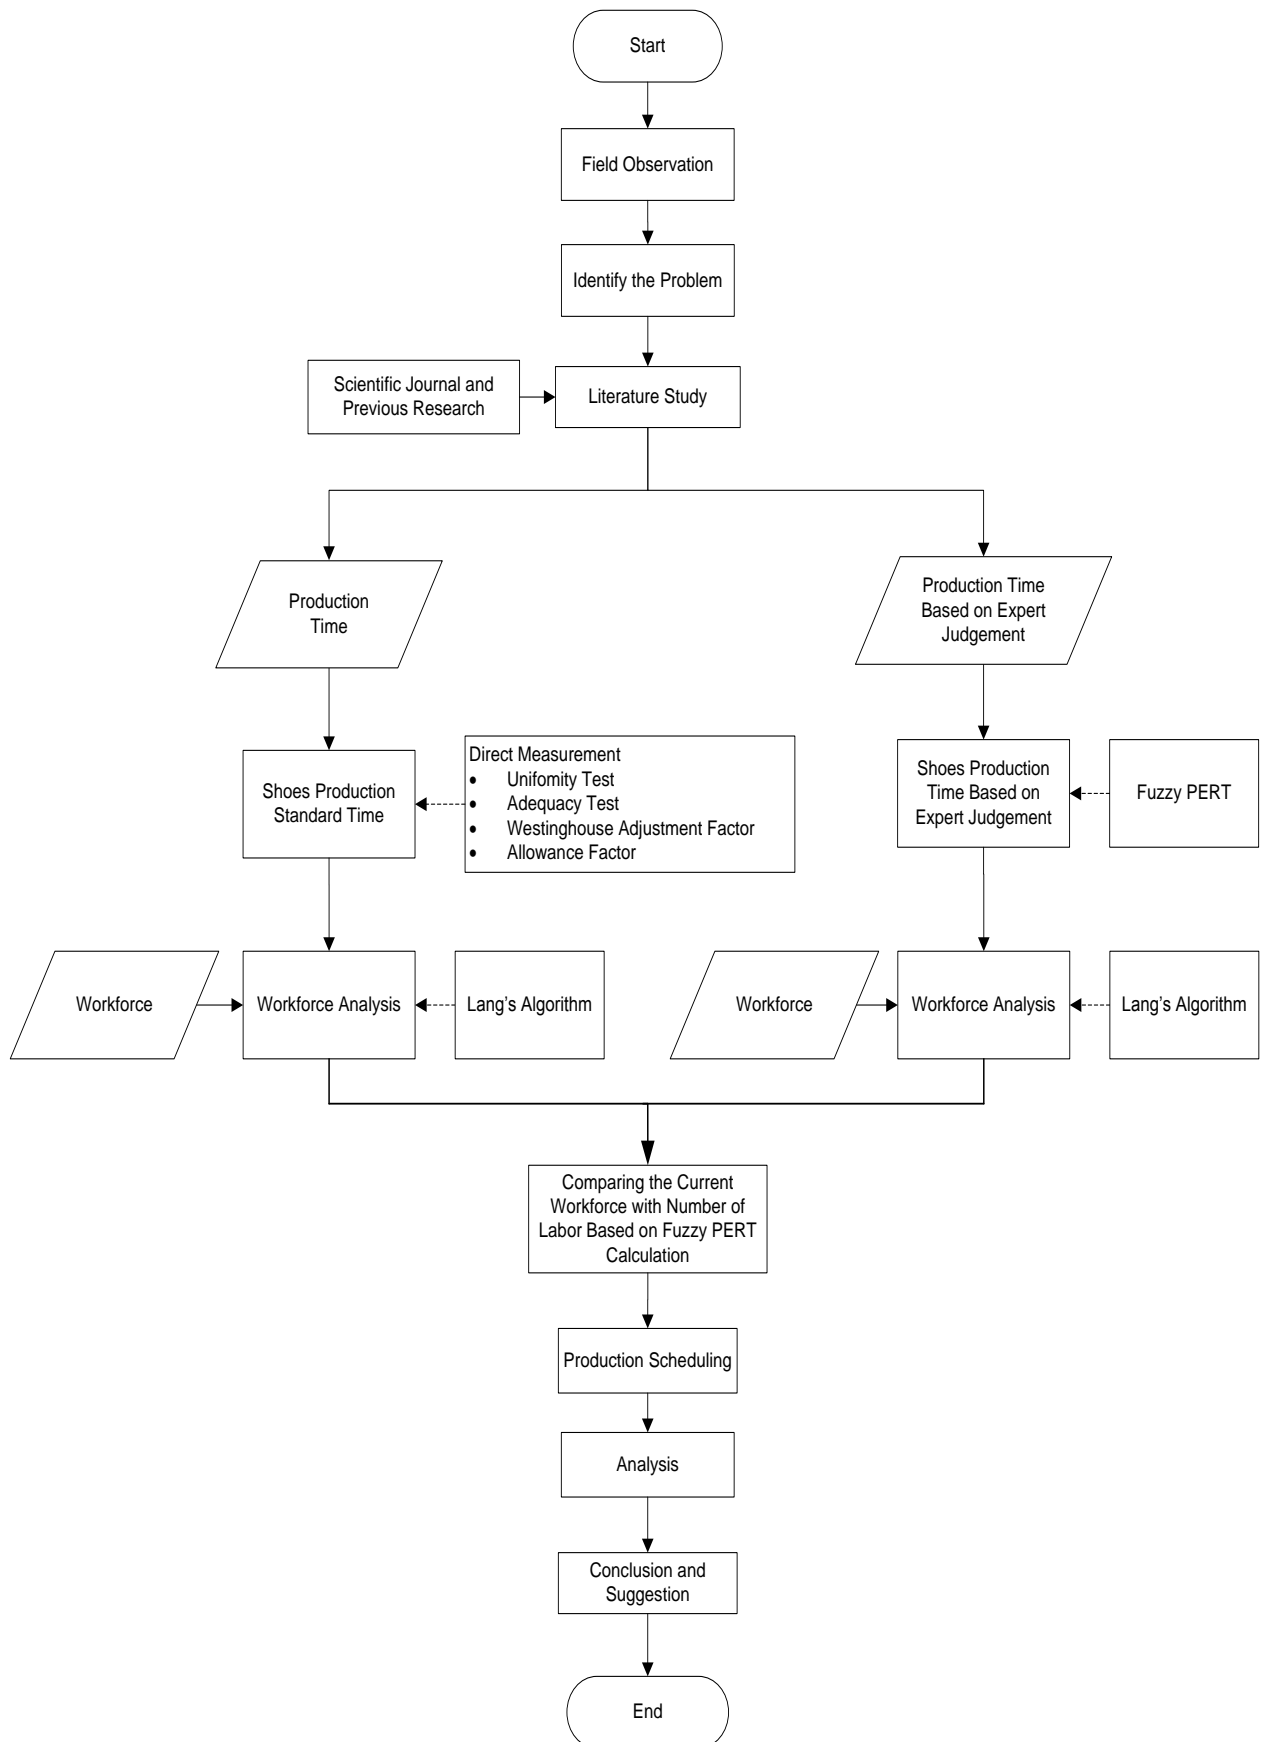 Start
Field Observation
Identify the Problem
Scientific Journal and
Previous Research
Literature Study
Production
Time
Production Time
Based on Expert
Judgement
Shoes Production
Standard Time
Direct Measurement
• Unifomity Test
• Adequacy Test
• Westinghouse Adjustment Factor
• Allowance Factor
Shoes Production
Time Based on
Expert Judgement
Fuzzy PERT
Workforce
Workforce Analysis
Lang's Algorithm
Workforce
Workforce Analysis
Lang's Algorithm
Comparing the Current
Workforce with Number of
Labor Based on Fuzzy PERT
Calculation
Production Scheduling
Analysis
Conclusion and
Suggestion
End